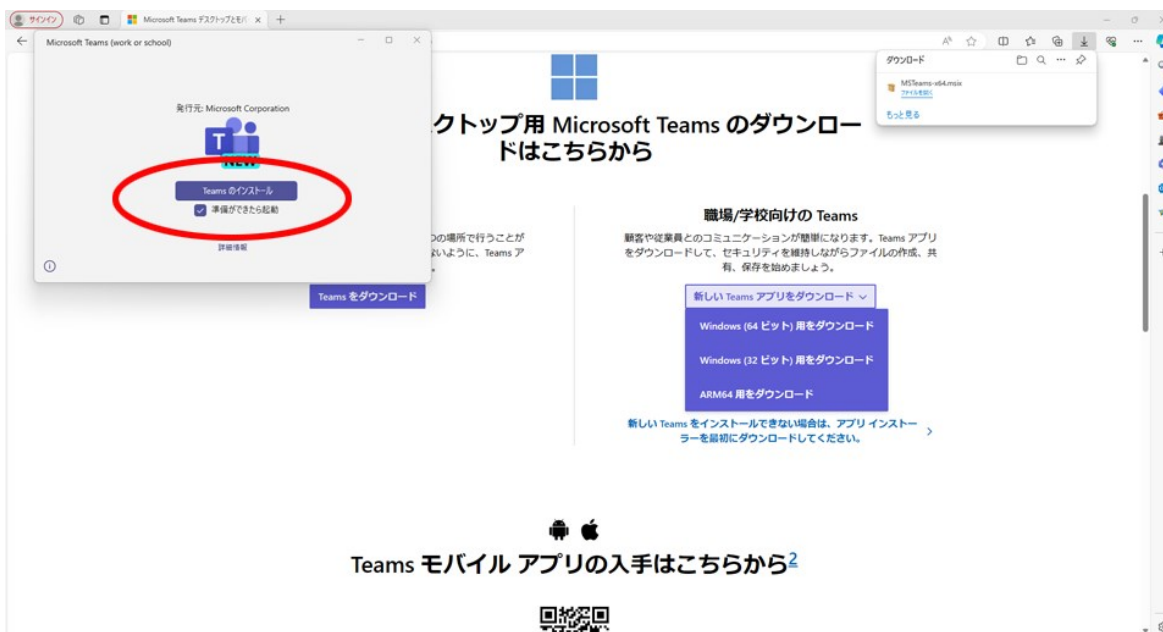 サインイン
Microsoft Teams デスクトップとモバ
Microsoft Teams (work or school)
発行元: Microsoft Corporation
NEW
Teams のインストール
準備ができたら起動
詳細情報
ダウンロード
MSTeams-x64.msix
ファイルを開く
もっと見る
クトップ用 Microsoft Teams のダウンロー
ドはこちらから
つの場所で行うことが
ないように、Teams ア
。
Teams をダウンロード
職場/学校向けの Teams
顧客や従業員とのコミュニケーションが簡単になります。Teams アプリ
をダウンロードして、セキュリティを維持しながらファイルの作成、共
有、保存を始めましょう。
新しい Teams アプリをダウンロード
Windows (64 ビット) 用をダウンロード
Windows (32 ビット) 用をダウンロード
ARM64 用をダウンロード
新しい Teams をインストールできない場合は、アプリ インストー
ラーを最初にダウンロードしてください。
Teams モバイル アプリの入手はこちらから2